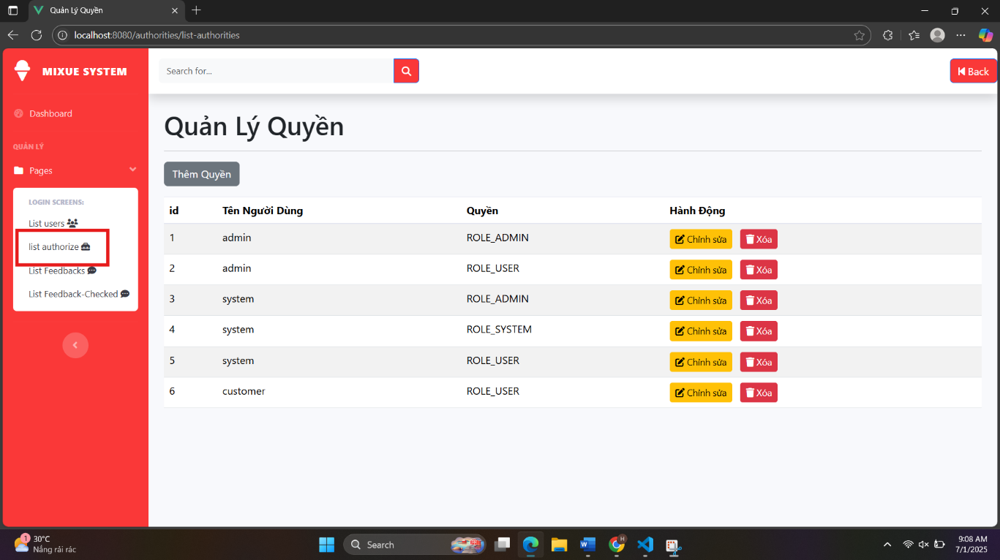 Quản Lý Quyền
localhost:8080/authorities/list-authorities
MIXUE SYSTEM
Search for...
Back
Dashboard
QUẢN LÝ
Pages
LOGIN SCREENS:
List users
list authorize
List Feedbacks
List Feedback-Checked
Quản Lý Quyền
Thêm Quyền
id Tên Người Dùng Quyền Hành Động
1 admin ROLE_ADMIN Chỉnh sửa Xóa
2 admin ROLE_USER Chỉnh sửa Xóa
3 system ROLE_ADMIN Chỉnh sửa Xóa
4 system ROLE_SYSTEM Chỉnh sửa Xóa
5 system ROLE_USER Chỉnh sửa Xóa
6 customer ROLE_USER Chỉnh sửa Xóa
1
30°C
Nắng rải rác
Search
H
9:08 AM
7/1/2025